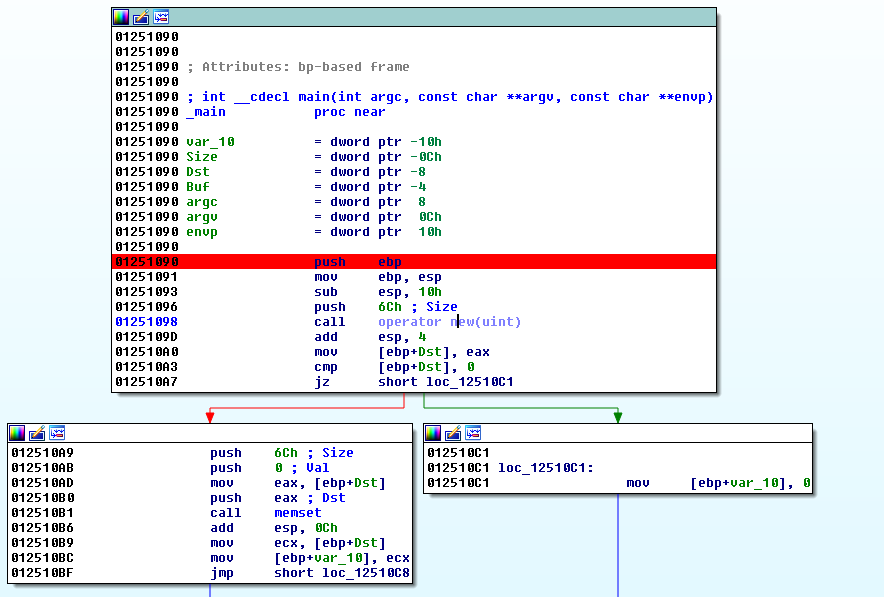 01251090
01251090
01251090 ; Attributes: bp-based frame
01251090
01251090 ; int __cdecl main(int argc, const char **argv, const char **envp)
01251090 _main proc near
01251090
01251090 var_10 = dword ptr -10h
01251090 Size = dword ptr -0Ch
01251090 Dst = dword ptr -8
01251090 Buf = dword ptr -4
01251090 argc = dword ptr 8
01251090 argv = dword ptr 0Ch
01251090 envp = dword ptr 10h
01251090
01251090 push ebp
01251091 mov ebp, esp
01251093 sub esp, 10h
01251096 push 6Ch ; Size
01251098 call operator new(uint)
0125109D add esp, 4
012510A0 mov [ebp+Dst], eax
012510A3 cmp [ebp+Dst], 0
012510A7 jz short loc_12510C1
012510A9 push 6Ch ; Size
012510AB push 0 ; Val
012510AD mov eax, [ebp+Dst]
012510B0 push eax ; Dst
012510B1 call memset
012510B6 add esp, 0Ch
012510B9 mov ecx, [ebp+Dst]
012510BC mov [ebp+var_10], ecx
012510BF jmp short loc_12510C8
012510C1
012510C1 loc_12510C1:
012510C1 mov [ebp+var_10], 0